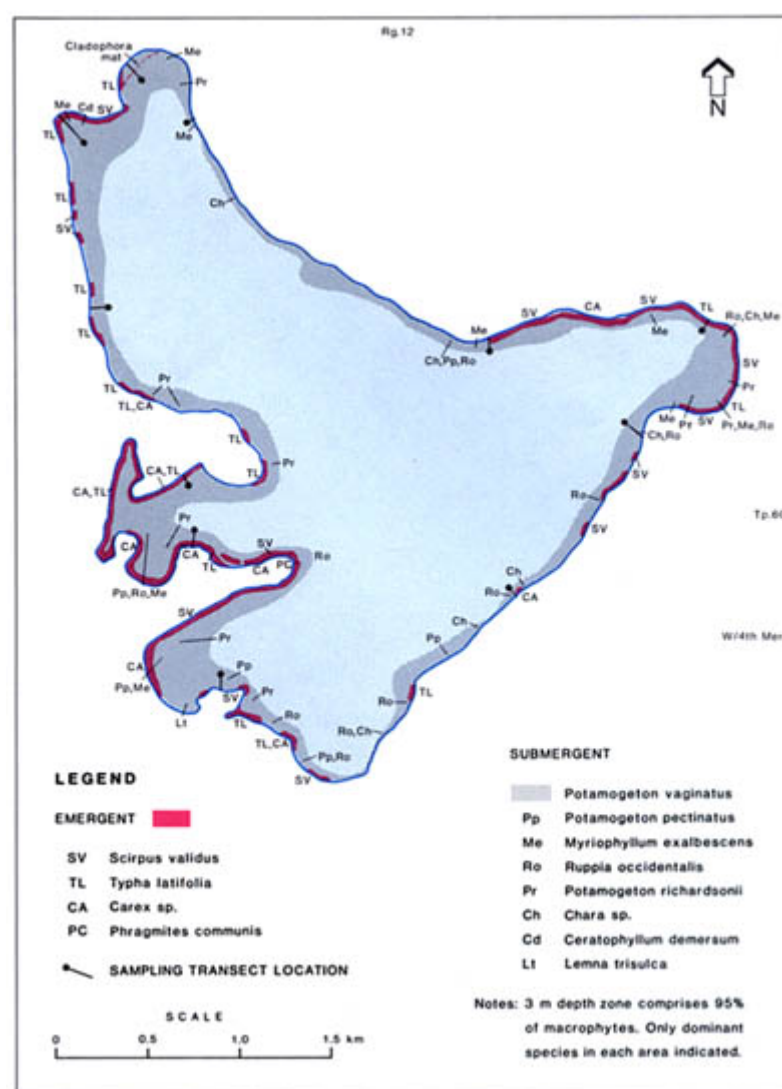 Rg.12
Cladophora
mat
Me
TL
Pr
Me
Cd
SV
TL
Me
N
Ch
TL
SV
TL
TL
SV
CA
SV
TL
Me
Me
Ro,Ch,Me
Ch,Pp,Ro
SV
Pr
TL
Me
Pr
SV
Pr,Me,Ro
TL
Pr
TL,CA
TL
Ch,Ro
SV
CA,TL
TL
Pr
CA,TL
Ro
SV
Tp.60
Pr
CA
CA
TL
SV
CA
PC
Ro
Pp,Ro,Me
Ch
Ro
CA
SV
Ch
W/4th Mer
Pr
Pp
CA
Pp,Me
Pp
Pr
Lt
SV
TL
Ro
Ro
TL
TL,CA
Ro,Ch
Pp,Ro
SV
LEGEND
EMERGENT
SV Scirpus validus
TL Typha latifolia
CA Carex sp.
PC Phragmites communis
SAMPLING TRANSECT LOCATION
SCALE
0 0.5 1.0 1.5 km
SUBMERGENT
Potamogeton vaginatus
Pp Potamogeton pectinatus
Me Myriophyllum exalbescens
Ro Ruppia occidentalis
Pr Potamogeton richardsonii
Ch Chara sp.
Cd Ceratophyllum demersum
Lt Lemna trisulca
Notes: 3 m depth zone comprises 95%
of macrophytes. Only dominant
species in each area indicated.